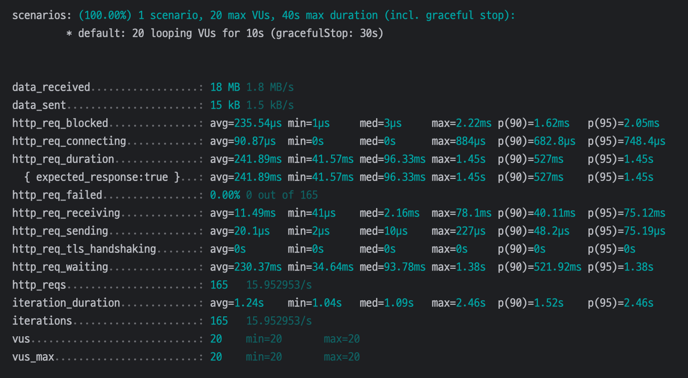 scenarios: (100.00%) 1 scenario, 20 max VUs, 40s max duration (incl. graceful stop):
* default: 20 looping VUs for 10s (gracefulStop: 30s)
data_received..................: 18 MB 1.8 MB/s
data_sent......................: 15 kB 1.5 kB/s
http_req_blocked...............: avg=235.54µs min=1µs med=3µs max=2.22ms p(90)=1.62ms p(95)=2.05ms
http_req_connecting............: avg=90.87µs min=0s med=0s max=884µs p(90)=682.8µs p(95)=748.4µs
http_req_duration..............: avg=241.89ms min=41.57ms med=96.33ms max=1.45s p(90)=527ms p(95)=1.45s
{ expected_response:true }...: avg=241.89ms min=41.57ms med=96.33ms max=1.45s p(90)=527ms p(95)=1.45s
http_req_failed................: 0.00% 0 out of 165
http_req_receiving.............: avg=11.49ms min=41µs med=2.16ms max=78.1ms p(90)=40.11ms p(95)=75.12ms
http_req_sending...............: avg=20.1µs min=2µs med=10µs max=227µs p(90)=48.2µs p(95)=75.19µs
http_req_tls_handshaking.......: avg=0s min=0s med=0s max=0s p(90)=0s p(95)=0s
http_req_waiting...............: avg=230.37ms min=34.64ms med=93.78ms max=1.38s p(90)=521.92ms p(95)=1.38s
http_reqs......................: 165 15.952953/s
iteration_duration.............: avg=1.24s min=1.04s med=1.09s max=2.46s p(90)=1.52s p(95)=2.46s
iterations.....................: 165 15.952953/s
vus............................: 20 min=20 max=20
vus_max........................: 20 min=20 max=20